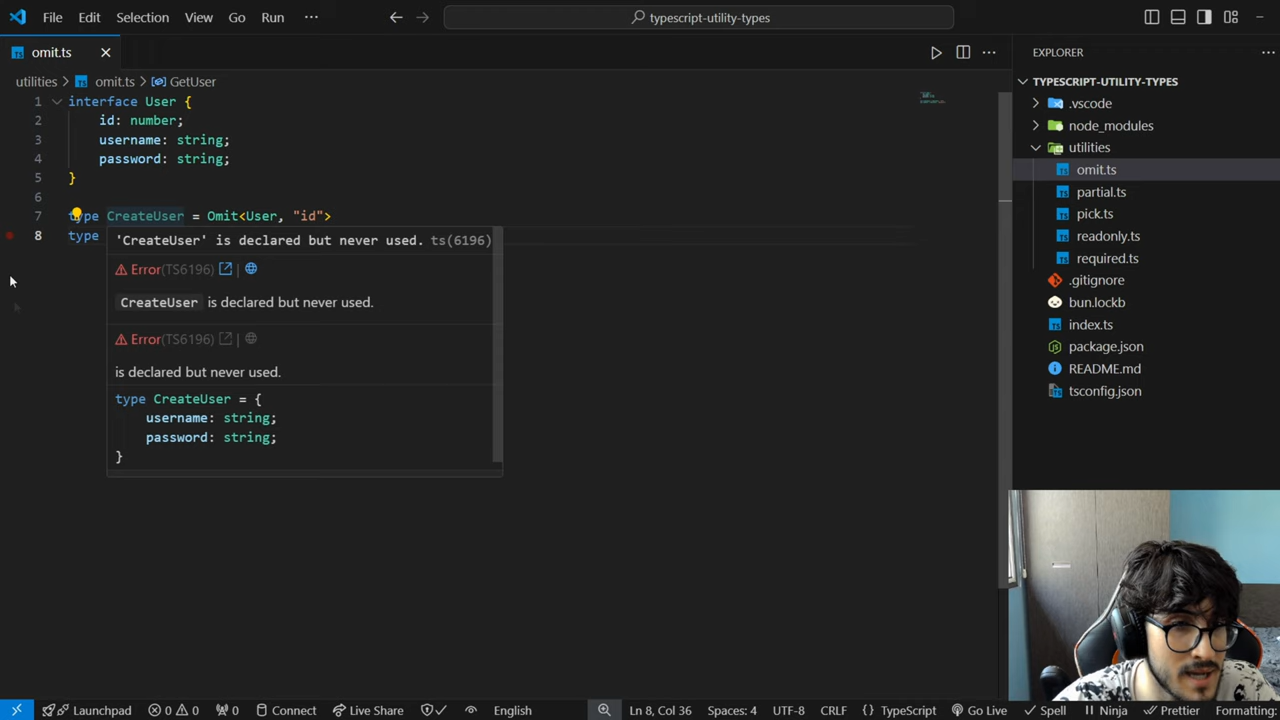 File Edit Selection View Go Run ··· typescript-utility-types
omit.ts
EXPLORER
utilities > omit.ts > GetUser
TYPESCRIPT-UTILITY-TYPES
.vscode
node_modules
utilities
omit.ts
partial.ts
pick.ts
readonly.ts
required.ts
.gitignore
bun.lockb
index.ts
package.json
README.md
tsconfig.json
1 interface User {
2 id: number;
3 username: string;
4 password: string;
5 }
6
7 type CreateUser = Omit<User, "id">
8 type
'CreateUser' is declared but never used. ts(6196)
Error(TS6196) |
CreateUser is declared but never used.
Error(TS6196) |
is declared but never used.
type CreateUser = {
username: string;
password: string;
}
Launchpad 0 0 0 Connect Live Share English Ln 8, Col 36 Spaces: 4 UTF-8 CRLF {} TypeScript Go Live Spell Ninja Prettier Formatting: